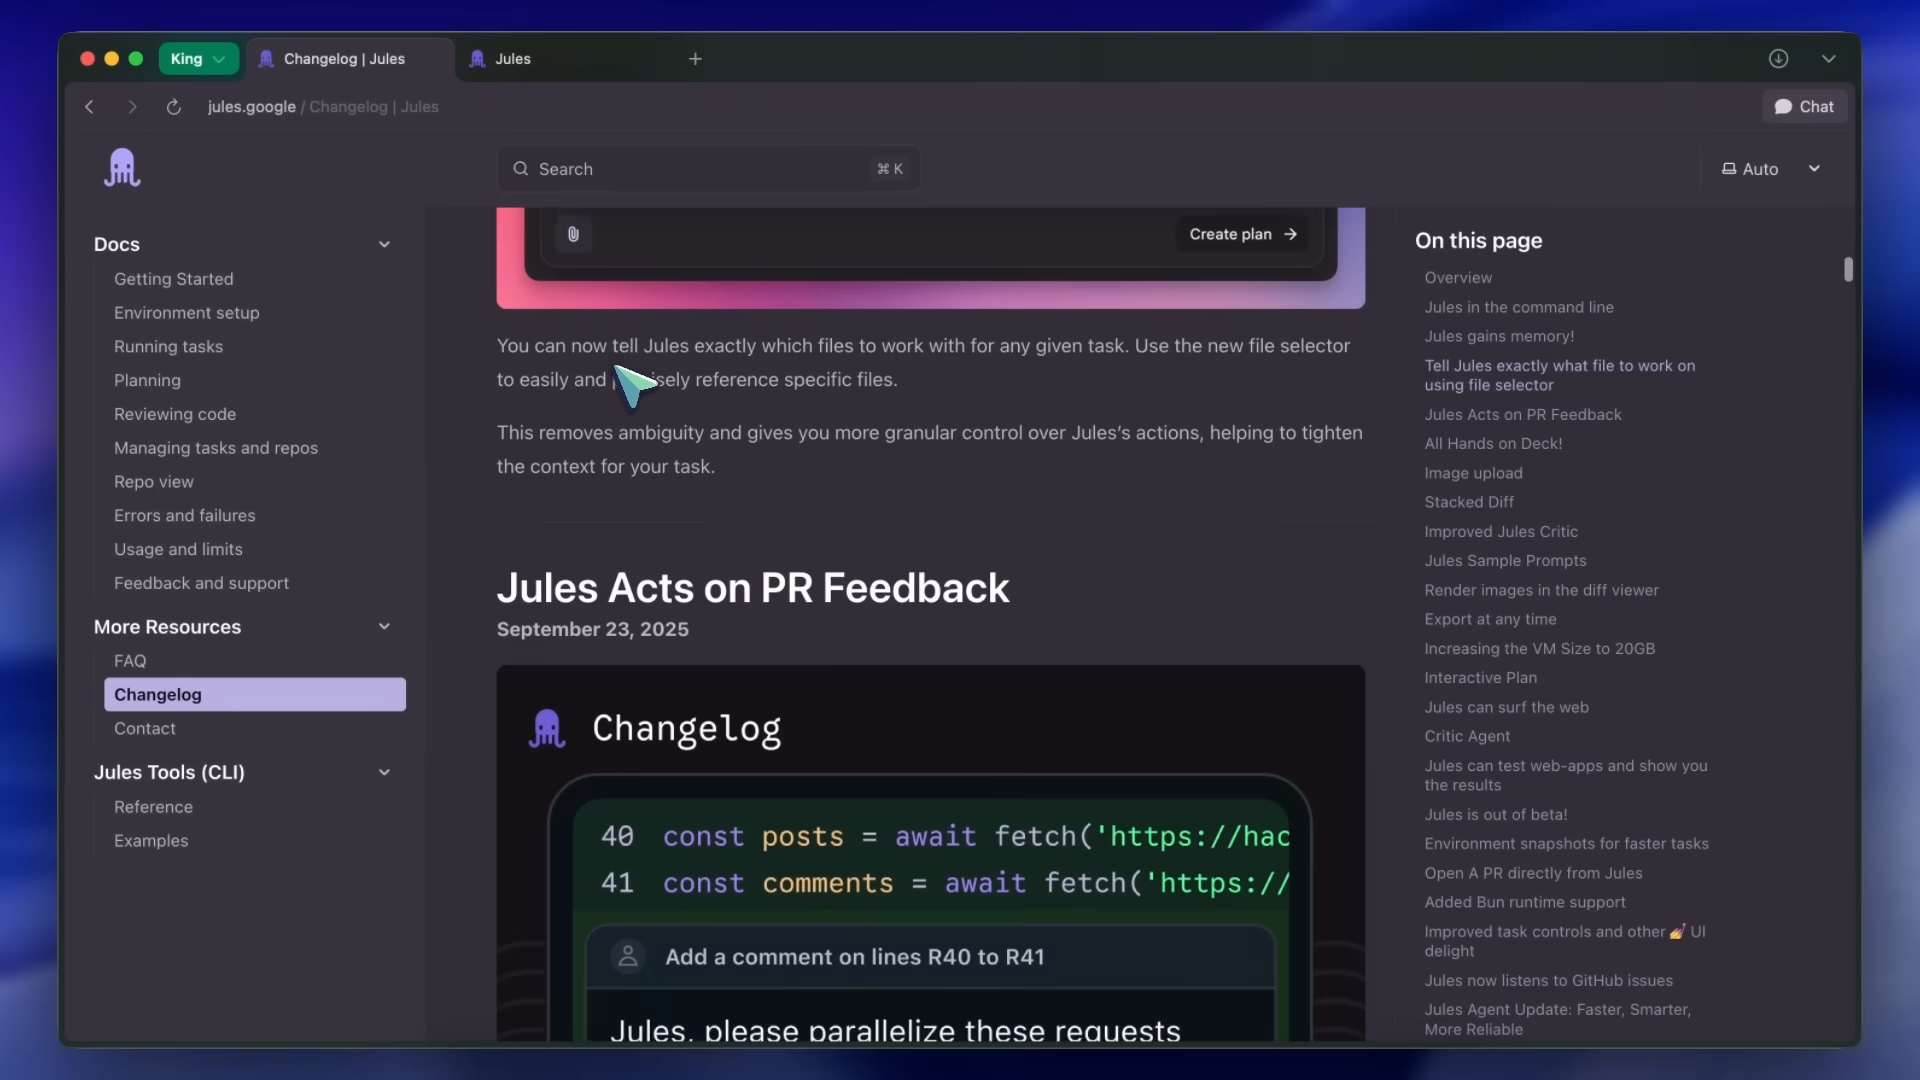 King
Changelog | Jules
Jules
jules.google / Changelog | Jules
Chat
Search
⌘ K
Auto
Docs
Getting Started
Environment setup
Running tasks
Planning
Reviewing code
Managing tasks and repos
Repo view
Errors and failures
Usage and limits
Feedback and support
More Resources
FAQ
Changelog
Contact
Jules Tools (CLI)
Reference
Examples
Create plan →
You can now tell Jules exactly which files to work with for any given task. Use the new file selector
to easily and isely reference specific files.
This removes ambiguity and gives you more granular control over Jules's actions, helping to tighten
the context for your task.
Jules Acts on PR Feedback
September 23, 2025
Changelog
40 const posts = await fetch('https://hac
41 const comments = await fetch('https://
Add a comment on lines R40 to R41
Jules, please parallelize these requests
On this page
Overview
Jules in the command line
Jules gains memory!
Tell Jules exactly what file to work on
using file selector
Jules Acts on PR Feedback
All Hands on Deck!
Image upload
Stacked Diff
Improved Jules Critic
Jules Sample Prompts
Render images in the diff viewer
Export at any time
Increasing the VM Size to 20GB
Interactive Plan
Jules can surf the web
Critic Agent
Jules can test web-apps and show you
the results
Jules is out of beta!
Environment snapshots for faster tasks
Open A PR directly from Jules
Added Bun runtime support
Improved task controls and other 💅 UI
delight
Jules now listens to GitHub issues
Jules Agent Update: Faster, Smarter,
More Reliable